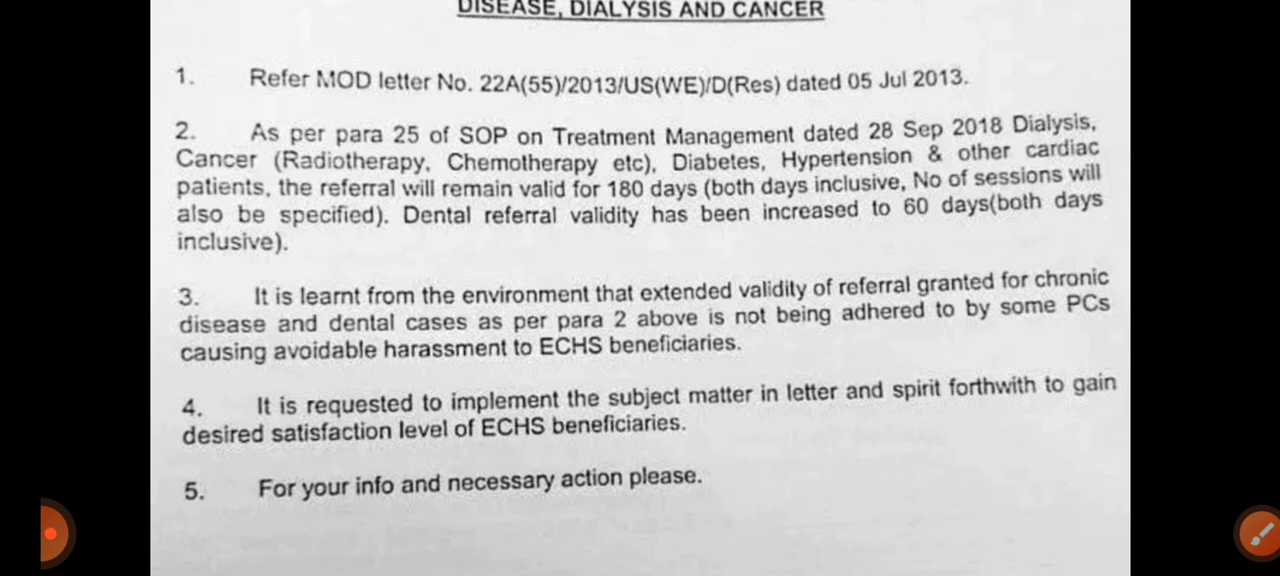 DISEASE, DIALYSIS AND CANCER
1. Refer MOD letter No. 22A(55)/2013/US(WE)/D(Res) dated 05 Jul 2013.
2. As per para 25 of SOP on Treatment Management dated 28 Sep 2018 Dialysis,
Cancer (Radiotherapy, Chemotherapy etc), Diabetes, Hypertension & other cardiac
patients, the referral will remain valid for 180 days (both days inclusive, No of sessions will
also be specified). Dental referral validity has been increased to 60 days(both days
inclusive).
3. It is learnt from the environment that extended validity of referral granted for chronic
disease and dental cases as per para 2 above is not being adhered to by some PCs
causing avoidable harassment to ECHS beneficiaries.
4. It is requested to implement the subject matter in letter and spirit forthwith to gain
desired satisfaction level of ECHS beneficiaries.
5. For your info and necessary action please.